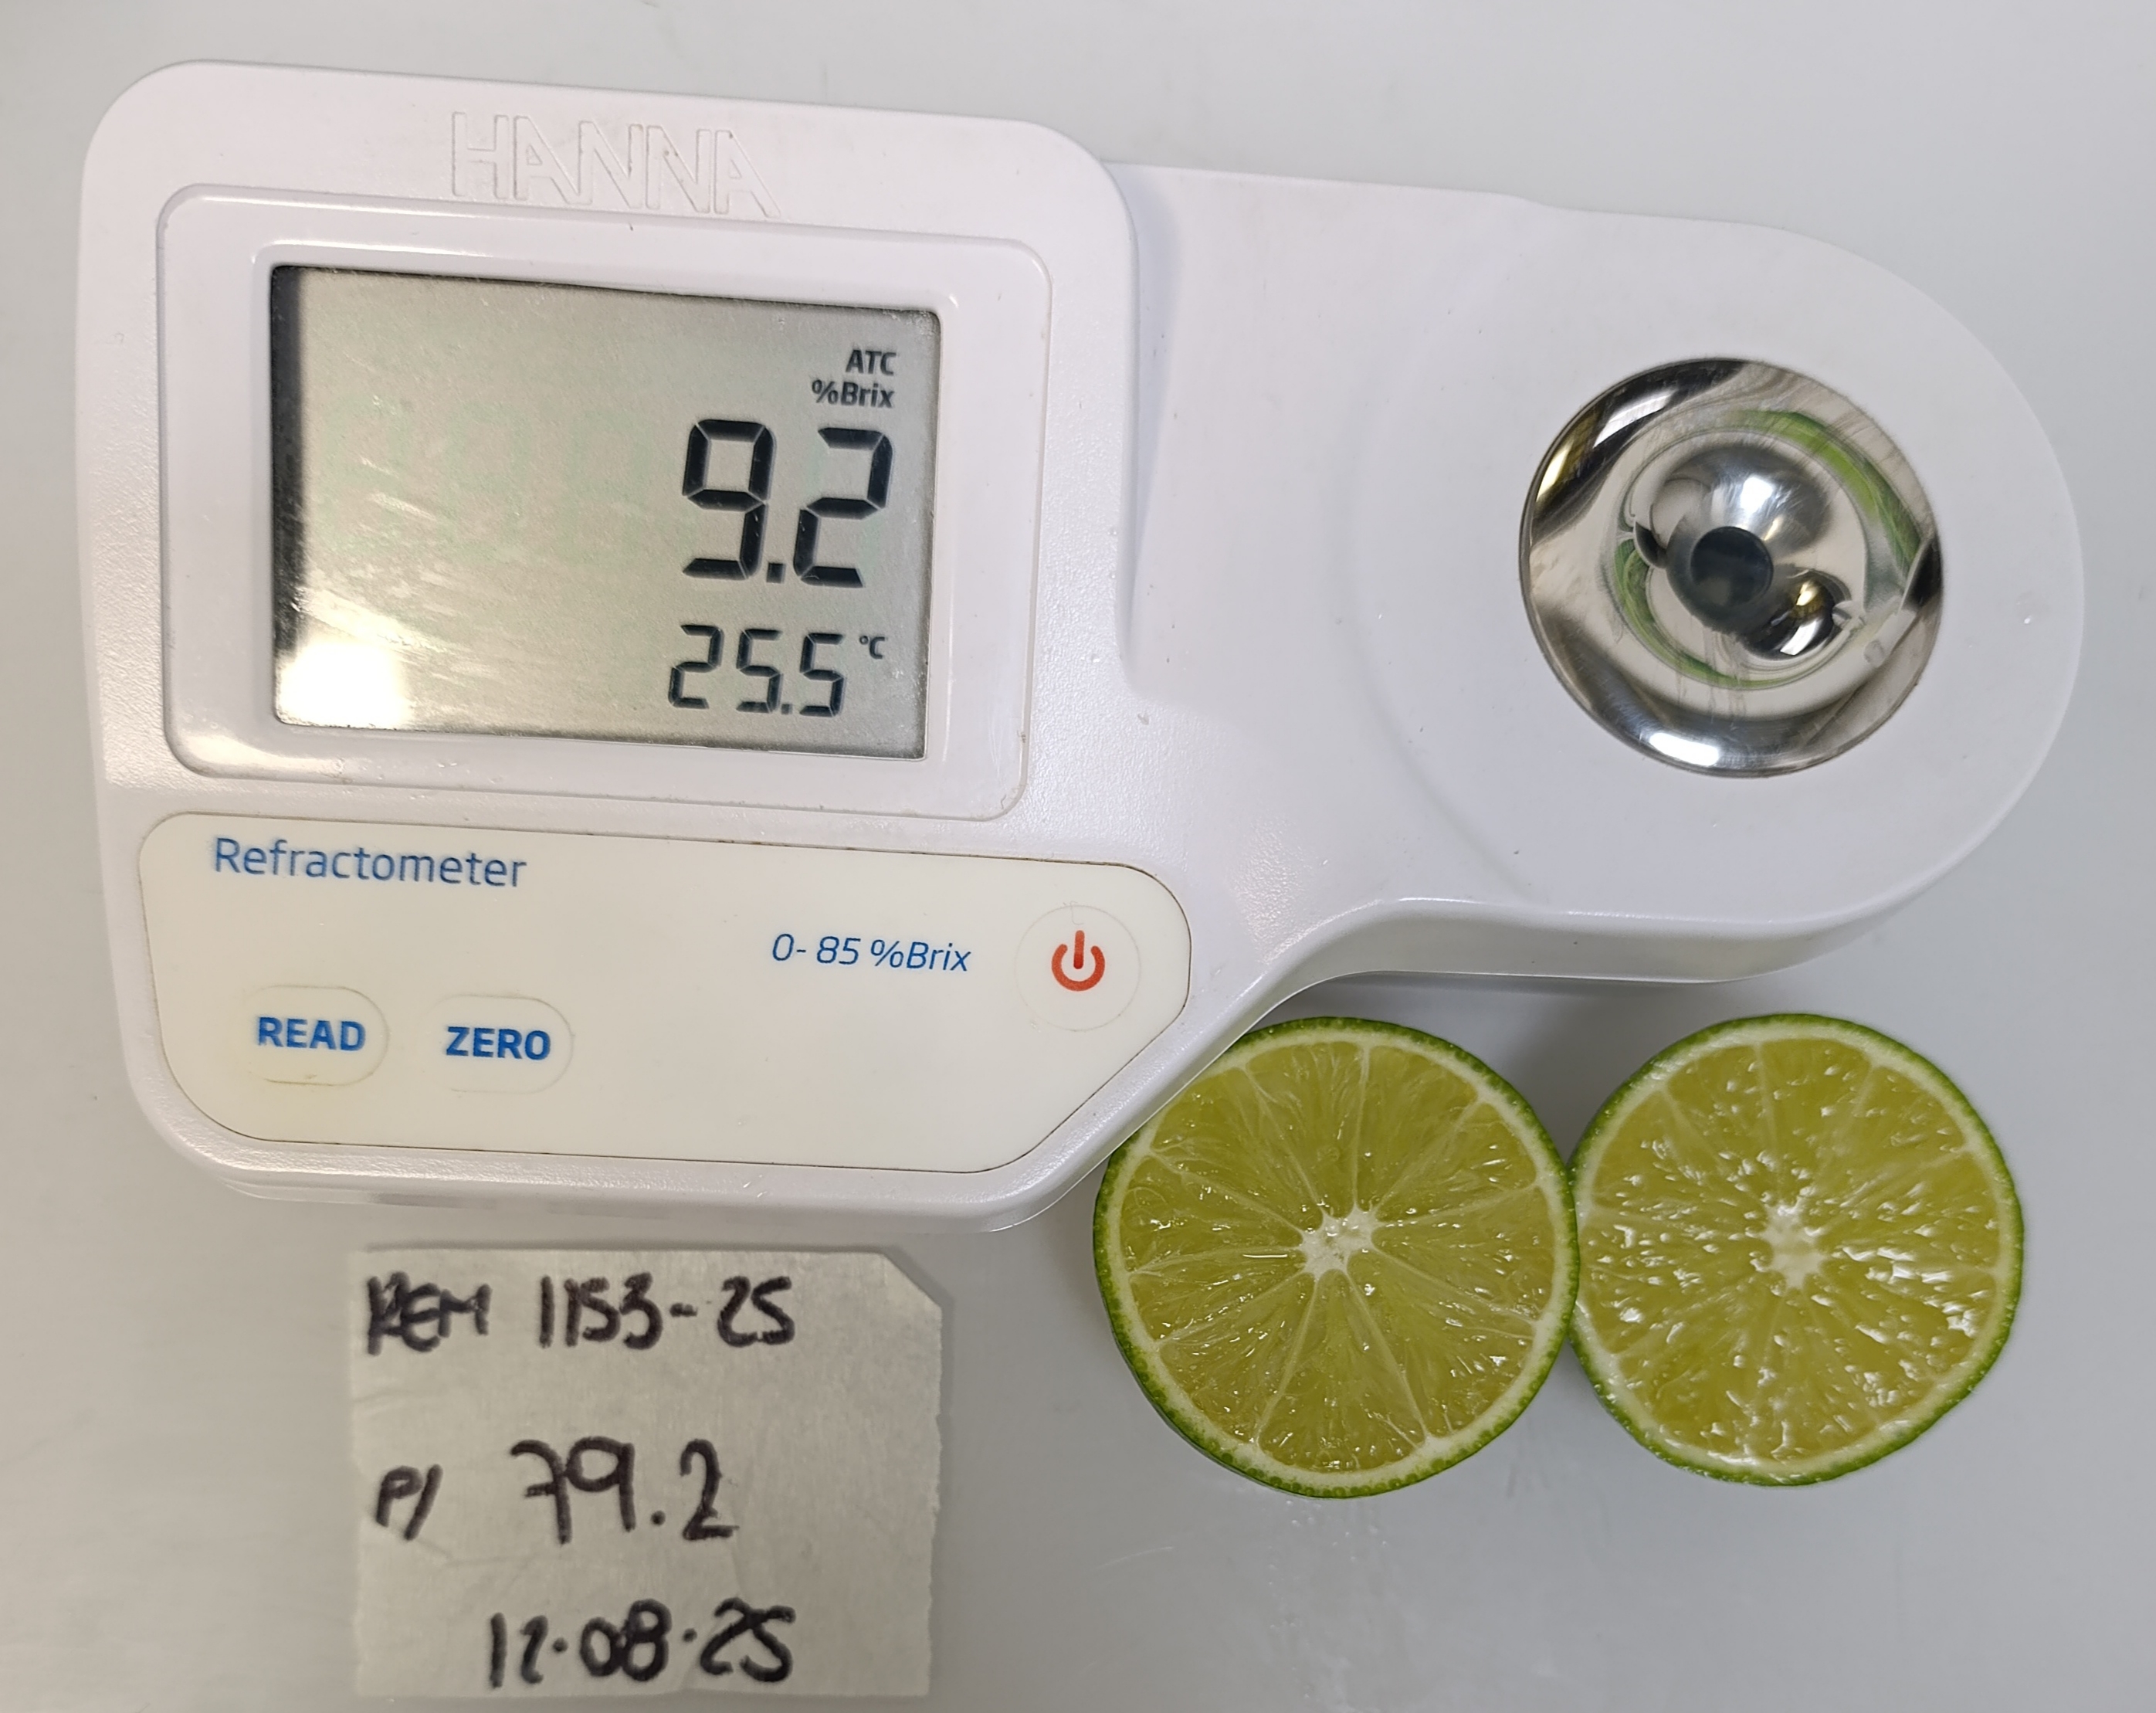 HANNA
ATC
%Brix
9.2
25.5 °C
Refractometer
0- 85 %Brix
READ
ZERO
REM 1153-25
P/ 79.2
12.08.25